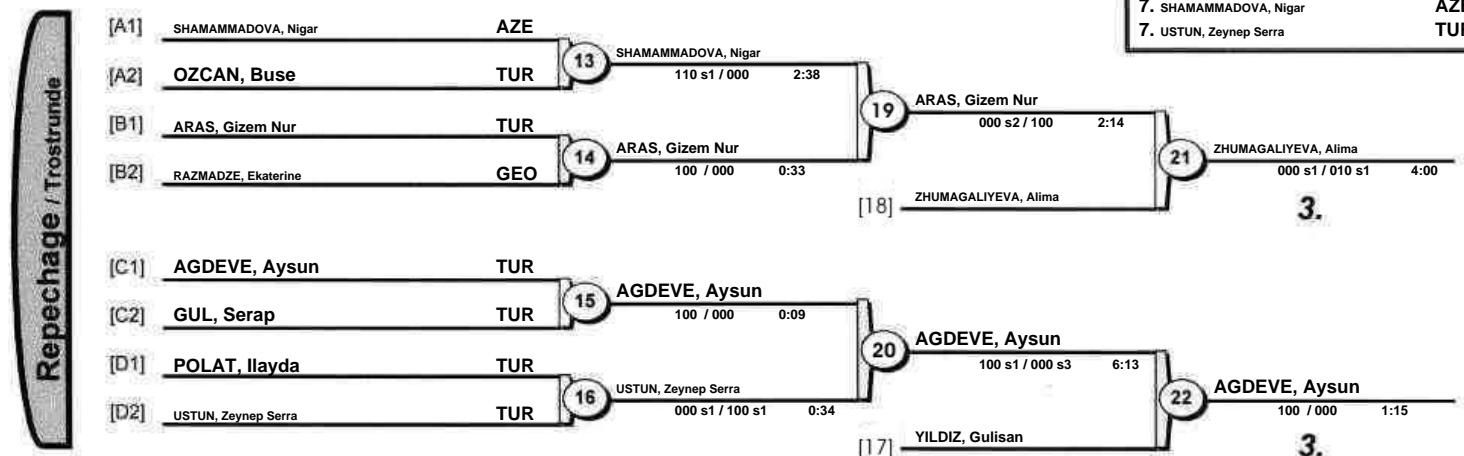 7. SHAMAMMADOVA, Nigar AZE
7. USTUN, Zeynep Serra TUR
Repechage / Trostrunde
[A1] SHAMAMMADOVA, Nigar AZE
[A2] OZCAN, Buse TUR
13
SHAMAMMADOVA, Nigar
110 s1 / 000 2:38
[B1] ARAS, Gizem Nur TUR
[B2] RAZMADZE, Ekaterine GEO
14
ARAS, Gizem Nur
100 / 000 0:33
19
ARAS, Gizem Nur
000 s2 / 100 2:14
[18] ZHUMAGALIYEVA, Alima
21
ZHUMAGALIYEVA, Alima
000 s1 / 010 s1 4:00
3.
[C1] AGDEVE, Aysun TUR
[C2] GUL, Serap TUR
15
AGDEVE, Aysun
100 / 000 0:09
[D1] POLAT, Ilayda TUR
[D2] USTUN, Zeynep Serra TUR
16
USTUN, Zeynep Serra
000 s1 / 100 s1 0:34
20
AGDEVE, Aysun
100 s1 / 000 s3 6:13
[17] YILDIZ, Gulisan
22
AGDEVE, Aysun
100 / 000 1:15
3.